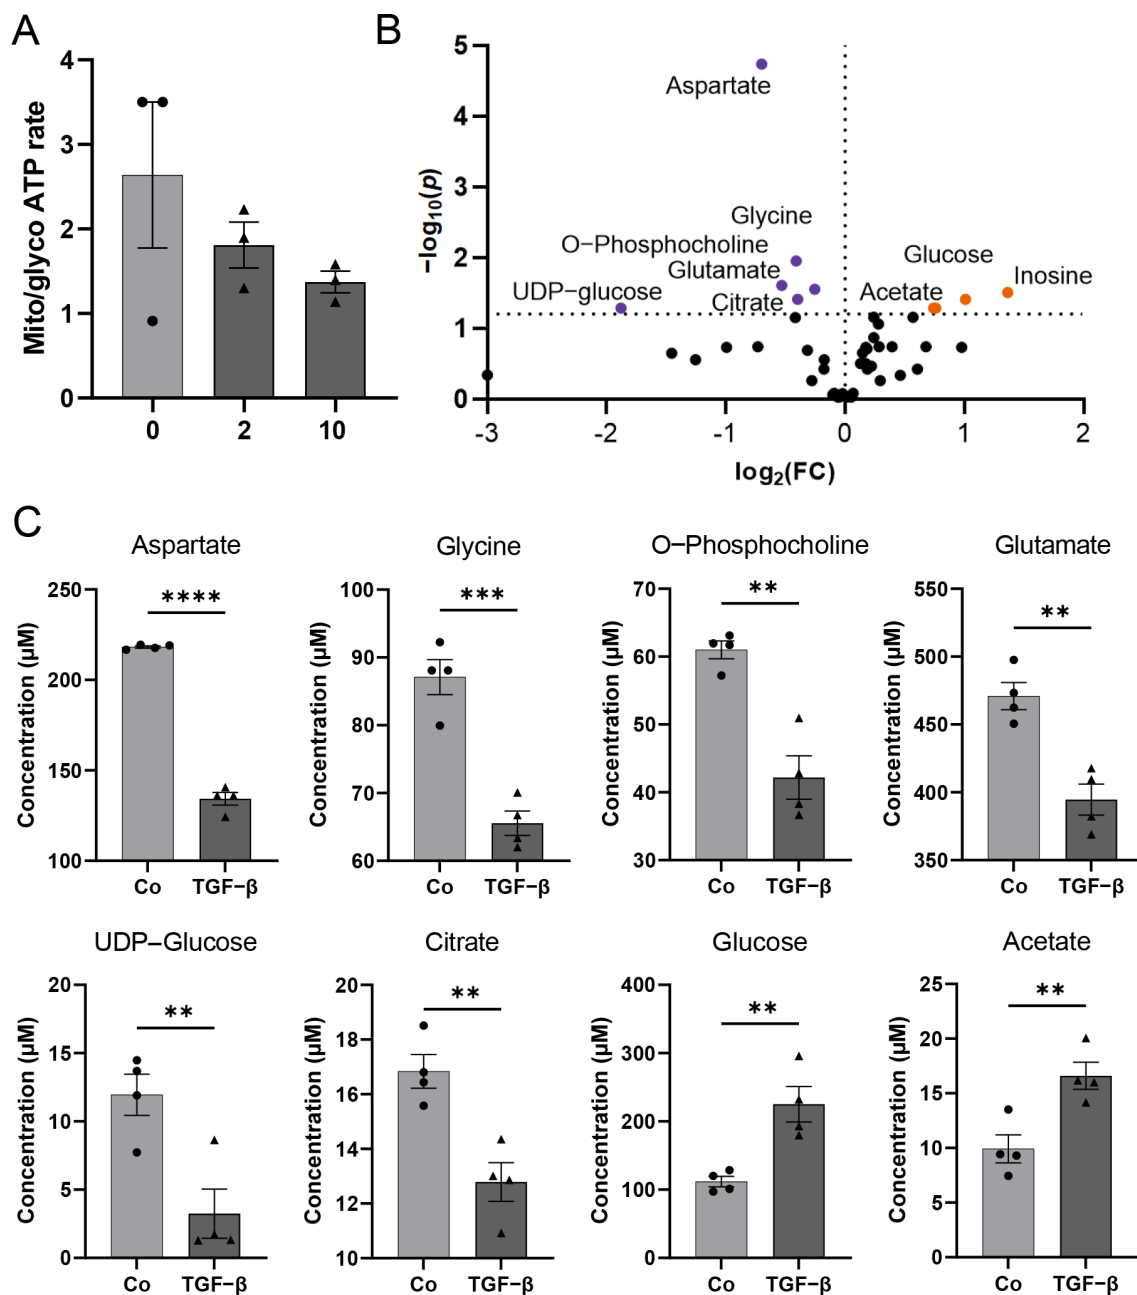 A
Mito/glyco ATP rate
4
3
2
1
0
0 2 10
B
−log10(p)
5
4
3
2
1
0
Aspartate
Glycine
O−Phosphocholine
Glutamate
UDP−glucose
Citrate
Glucose
Inosine
Acetate
-3 -2 -1 0 1 2
log2(FC)
C
Aspartate
Concentration (µM)
250
200
150
100
****
Co TGF−β
Glycine
Concentration (µM)
100
90
80
70
60
***
Co TGF−β
O−Phosphocholine
Concentration (µM)
70
60
50
40
30
**
Co TGF−β
Glutamate
Concentration (µM)
550
500
450
400
350
**
Co TGF−β
UDP−Glucose
Concentration (µM)
20
15
10
5
0
**
Co TGF−β
Citrate
Concentration (µM)
20
18
16
14
12
10
**
Co TGF−β
Glucose
Concentration (µM)
400
300
200
100
0
**
Co TGF−β
Acetate
Concentration (µM)
25
20
15
10
5
0
**
Co TGF−β